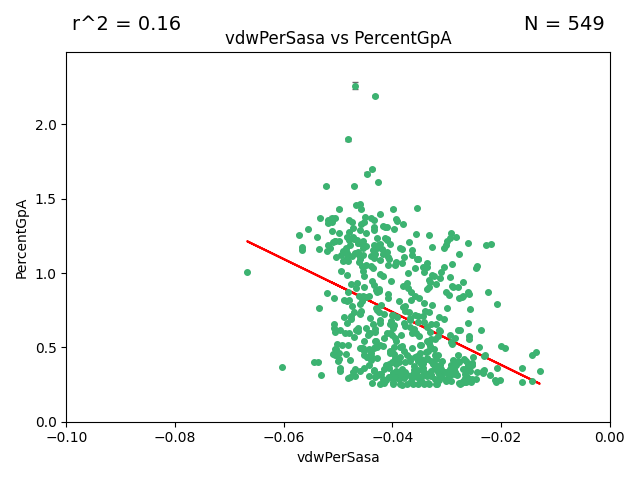 r^2 = 0.16
N = 549
vdwPerSasa vs PercentGpA
PercentGpA
2.0
1.5
1.0
0.5
0.0
−0.10
−0.08
−0.06
−0.04
−0.02
0.00
vdwPerSasa